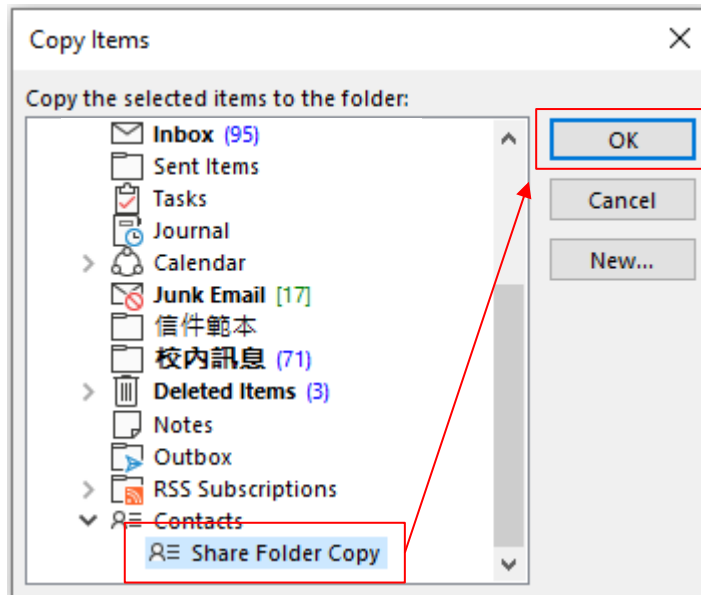 Copy Items
Copy the selected items to the folder:
Inbox (95)
Sent Items
Tasks
Journal
Calendar
Junk Email [17]
信件範本
校內訊息 (71)
Deleted Items (3)
Notes
Outbox
RSS Subscriptions
Contacts
Share Folder Copy
OK
Cancel
New...